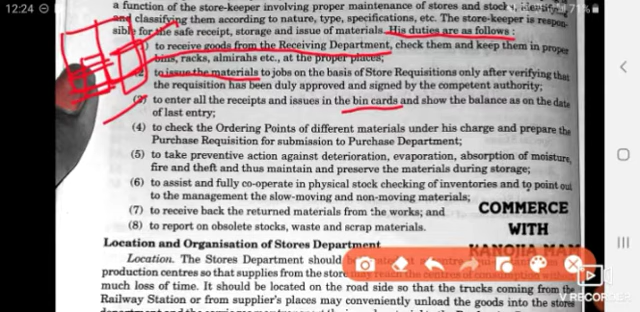 12:24
71%
a function of the store-keeper involving proper maintenance of stores and stock, identifying
and classifying them according to nature, type, specifications, etc. The store-keeper is respon-
sible for the safe receipt, storage and issue of materials. His duties are as follows :
to receive goods from the Receiving Department, check them and keep them in proper
bins, racks, almirahs etc., at the proper places;
(2) to issue the materials to jobs on the basis of Store Requisitions only after verifying that
the requisition has been duly approved and signed by the competent authority;
(3) to enter all the receipts and issues in the bin cards and show the balance as on the date
of last entry;
(4) to check the Ordering Points of different materials under his charge and prepare the
Purchase Requisition for submission to Purchase Department;
(5) to take preventive action against deterioration, evaporation, absorption of moisture,
fire and theft and thus maintain and preserve the materials during storage;
(6) to assist and fully co-operate in physical stock checking of inventories and to point out
to the management the slow-moving and non-moving materials;
(7) to receive back the returned materials from the works; and
(8) to report on obsolete stocks, waste and scrap materials.
COMMERCE
WITH
KANOJIA MAM
Location and Organisation of Stores Department
Location. The Stores Department should
production centres so that supplies from the store
much loss of time. It should be located on the road side so that the trucks coming from the
Railway Station or from supplier's places may conveniently unload the goods into the store
V RECORDER